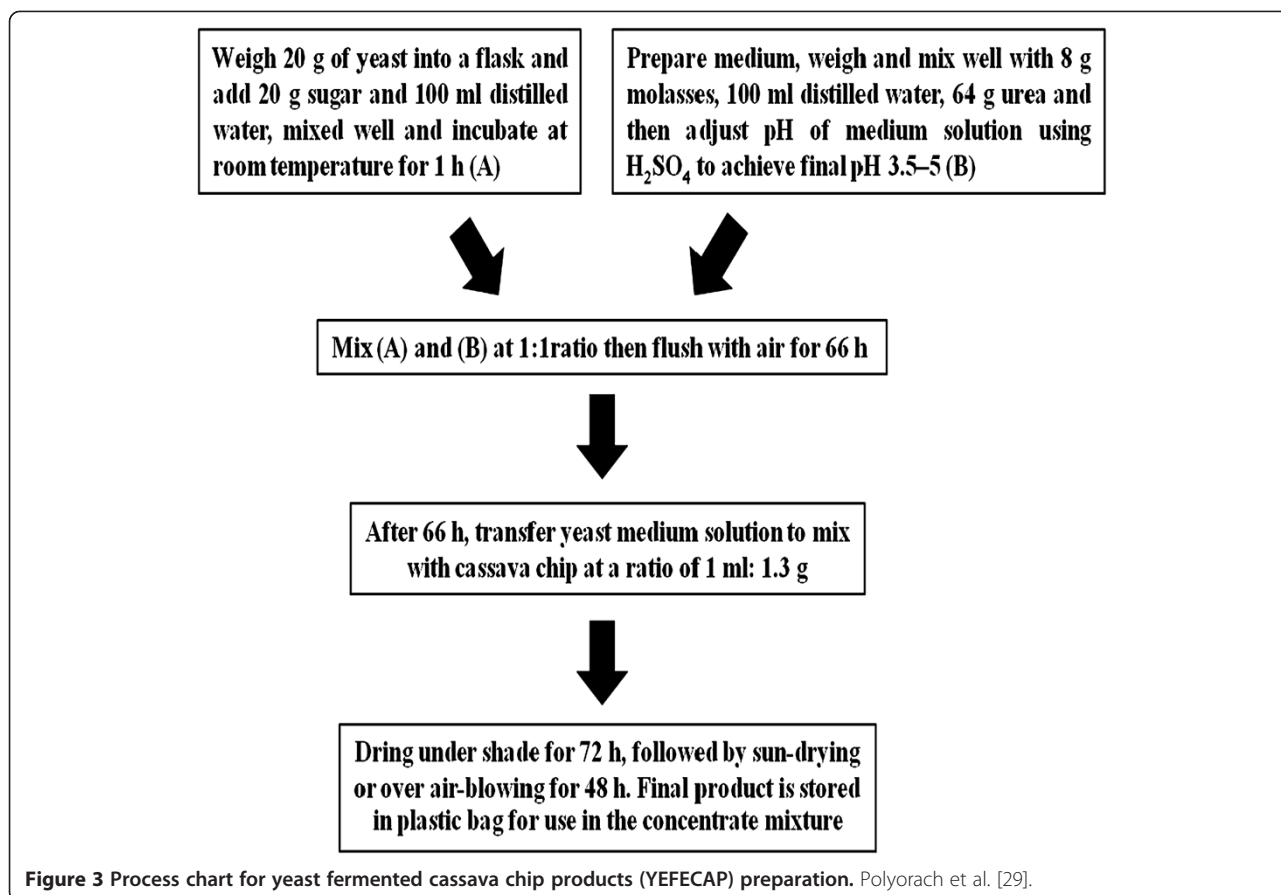 Weigh 20 g of yeast into a flask and
add 20 g sugar and 100 ml distilled
water, mixed well and incubate at
room temperature for 1 h (A)
Prepare medium, weigh and mix well with 8 g
molasses, 100 ml distilled water, 64 g urea and
then adjust pH of medium solution using
H₂SO₄ to achieve final pH 3.5–5 (B)
Mix (A) and (B) at 1:1ratio then flush with air for 66 h
After 66 h, transfer yeast medium solution to mix
with cassava chip at a ratio of 1 ml: 1.3 g
Dring under shade for 72 h, followed by sun-drying
or over air-blowing for 48 h. Final product is stored
in plastic bag for use in the concentrate mixture
Figure 3 Process chart for yeast fermented cassava chip products (YEFECAP) preparation. Polyorach et al. [29].